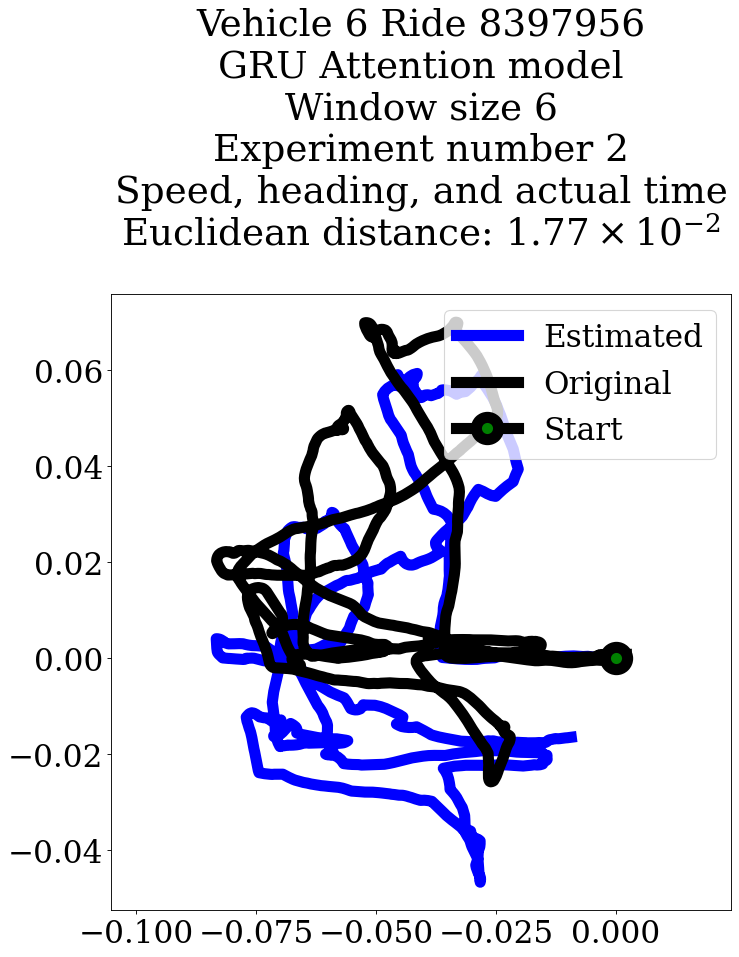 Vehicle 6 Ride 8397956
GRU Attention model
Window size 6
Experiment number 2
Speed, heading, and actual time
Euclidean distance: 1.77 × 10⁻²
Estimated
Original
Start
0.06
0.04
0.02
0.00
−0.02
−0.04
−0.100 −0.075 −0.050 −0.025 0.000